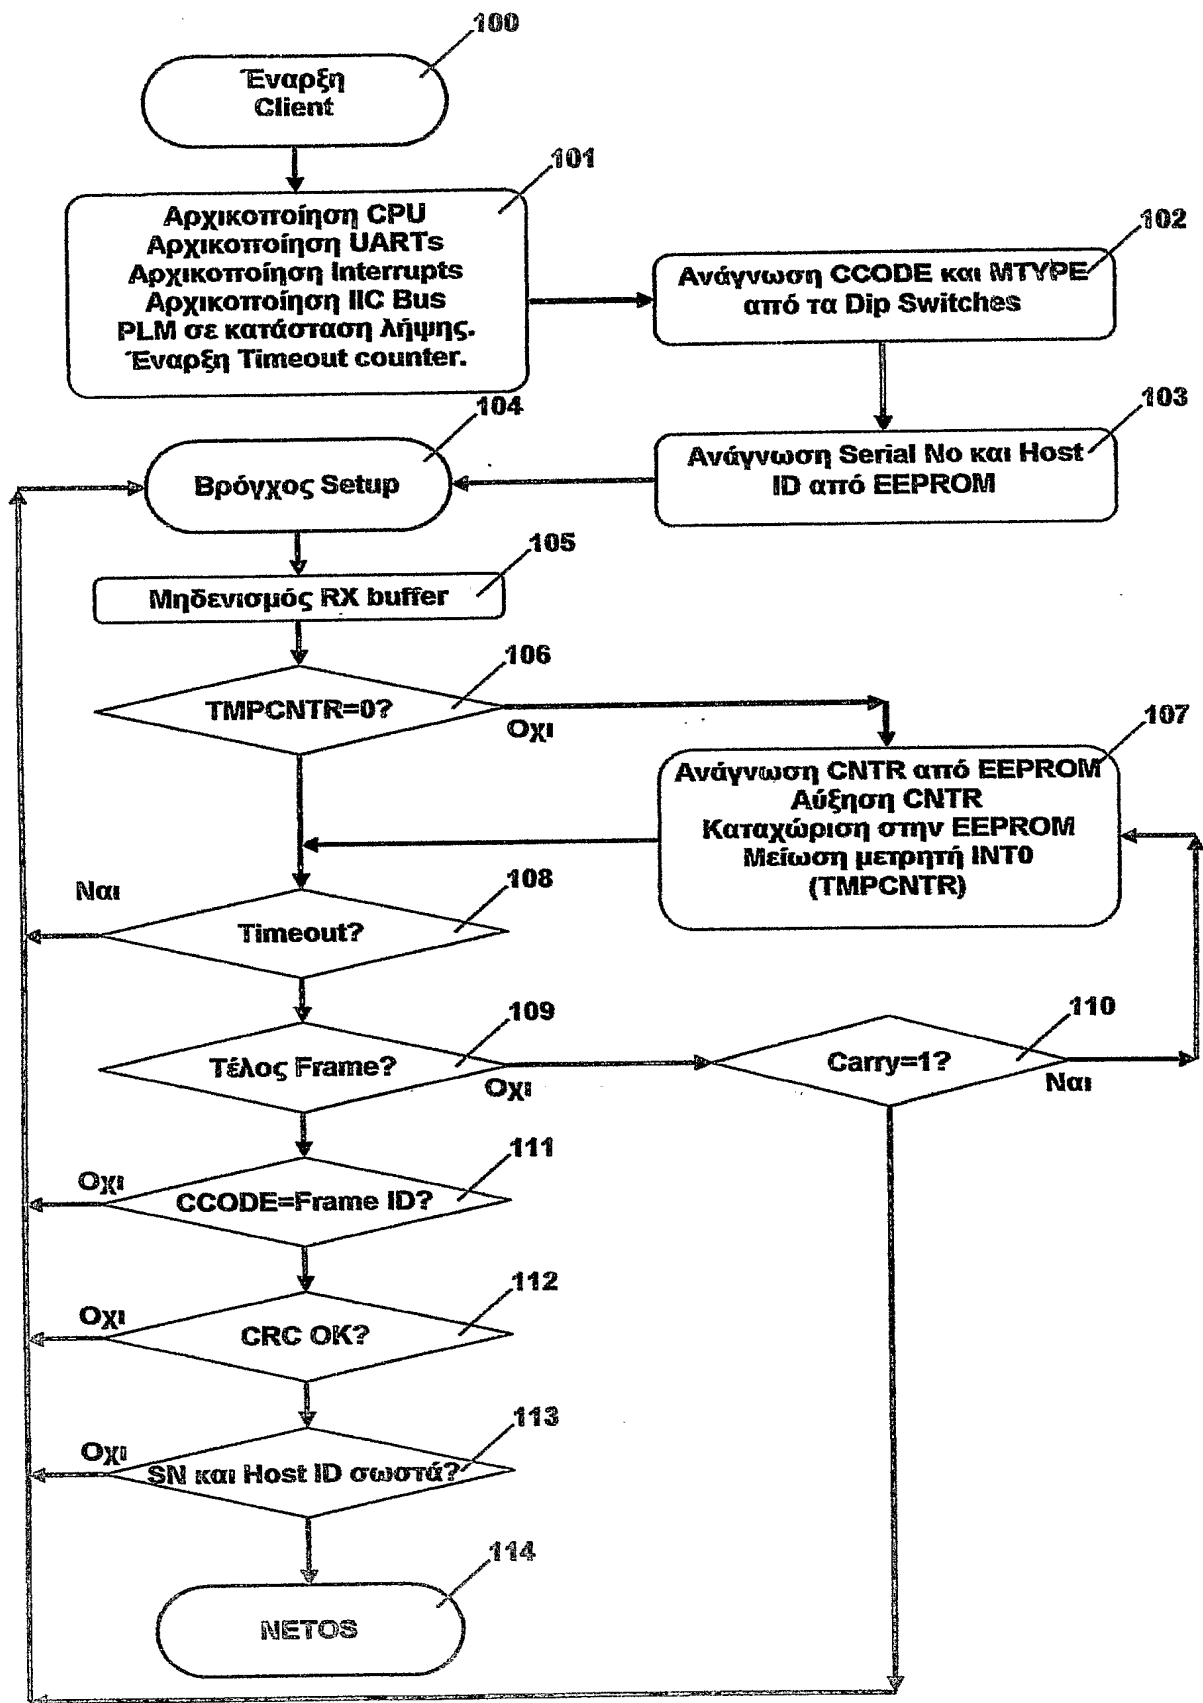 100
Έναρξη
Client
101
Αρχικοποίηση CPU
Αρχικοποίηση UARTs
Αρχικοποίηση Interrupts
Αρχικοποίηση IIC Bus
PLM σε κατάσταση λήψης.
Έναρξη Timeout counter.
102
Ανάγνωση CCODE και MTYPE
από τα Dip Switches
103
Ανάγνωση Serial No και Host
ID από EEPROM
104
Βρόγχος Setup
105
Μηδενισμός RX buffer
106
TMPCNTR=0?
Οχι
107
Ανάγνωση CNTR από EEPROM
Αύξηση CNTR
Καταχώριση στην EEPROM
Μείωση μετρητή INT0
(TMPCNTR)
Ναι
108
Timeout?
109
Τέλος Frame?
Οχι
110
Carry=1?
Ναι
111
Οχι
CCODE=Frame ID?
112
Οχι
CRC OK?
113
Οχι
SN και Host ID σωστά?
114
NETOS